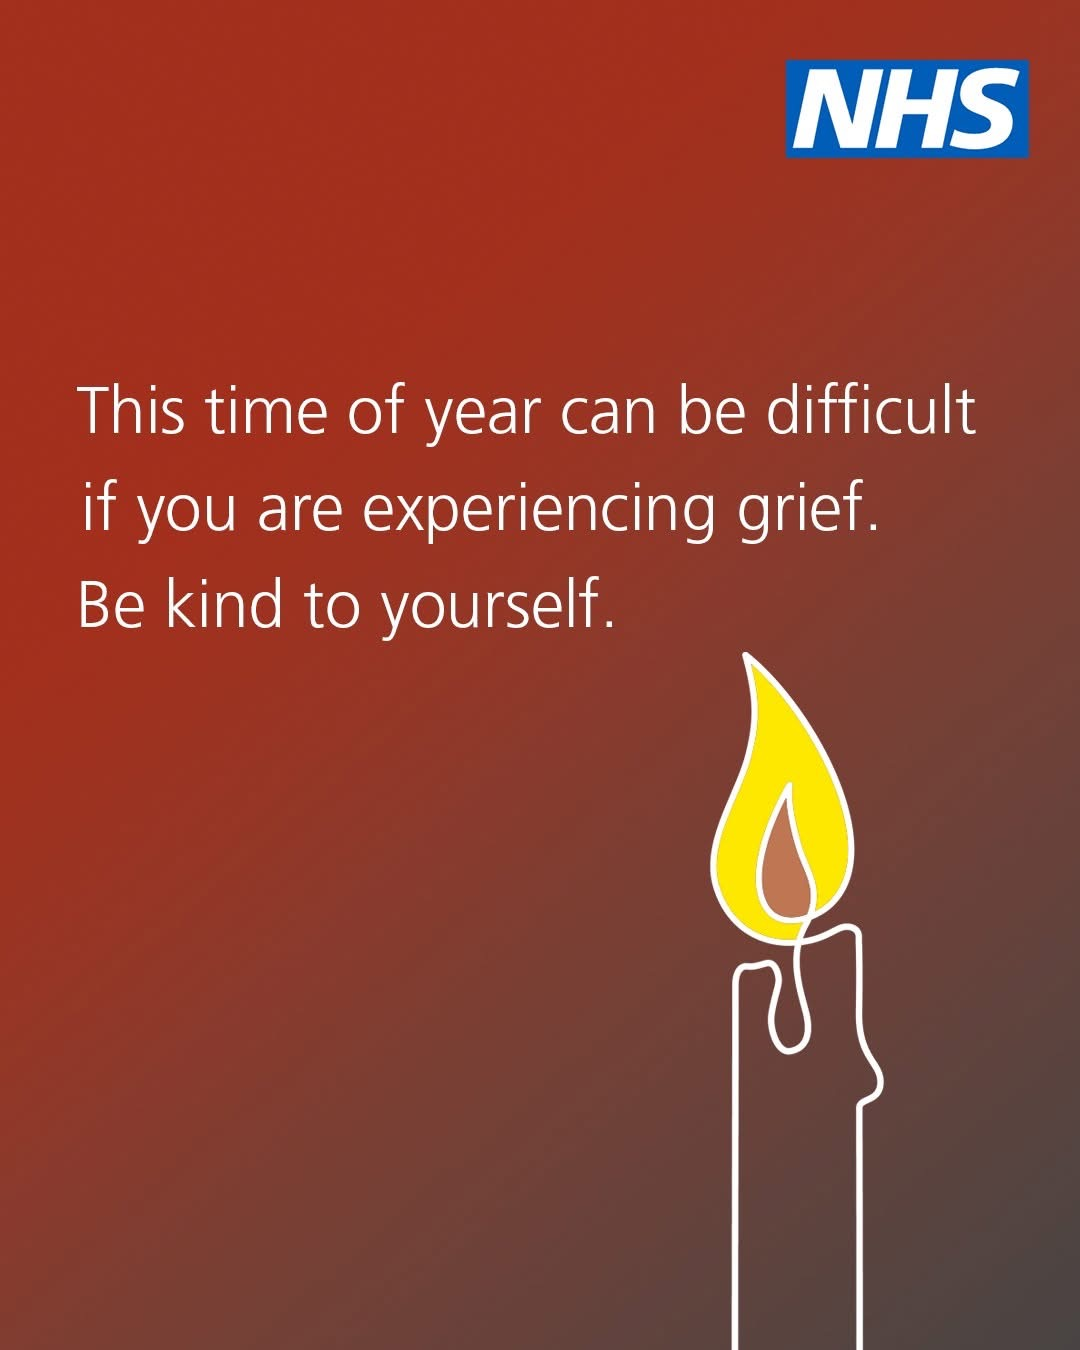 NHS
This time of year can be difficult
if you are experiencing grief.
Be kind to yourself.